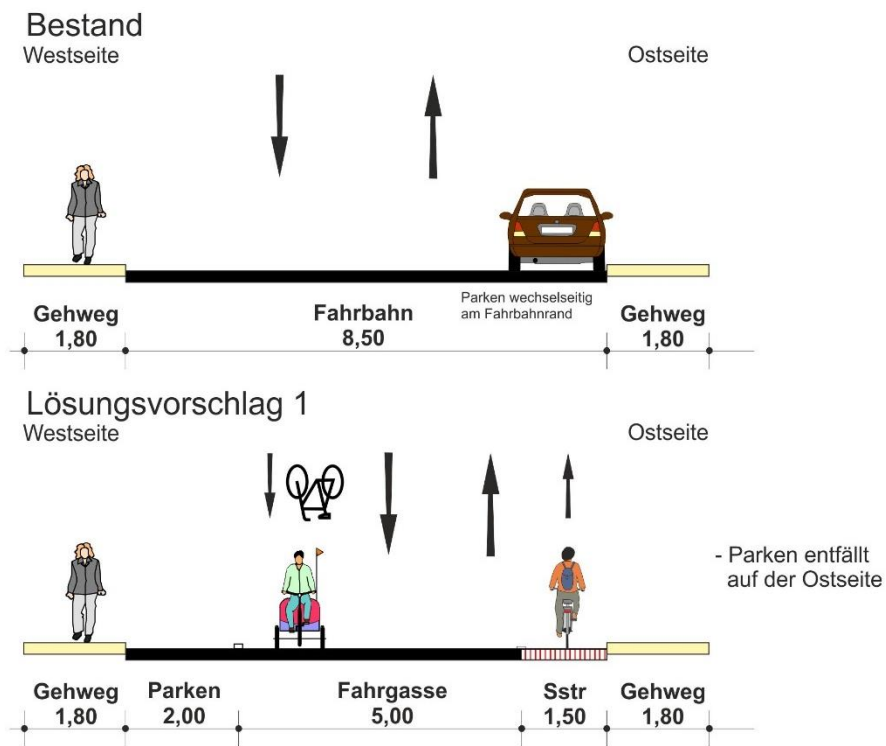 Bestand
Westseite
Ostseite
Parken wechselseitig
am Fahrbahnrand
Gehweg
1,80
Fahrbahn
8,50
Gehweg
1,80
Lösungsvorschlag 1
Westseite
Ostseite
- Parken entfällt
auf der Ostseite
Gehweg
1,80
Parken
2,00
Fahrgasse
5,00
Sstr
1,50
Gehweg
1,80